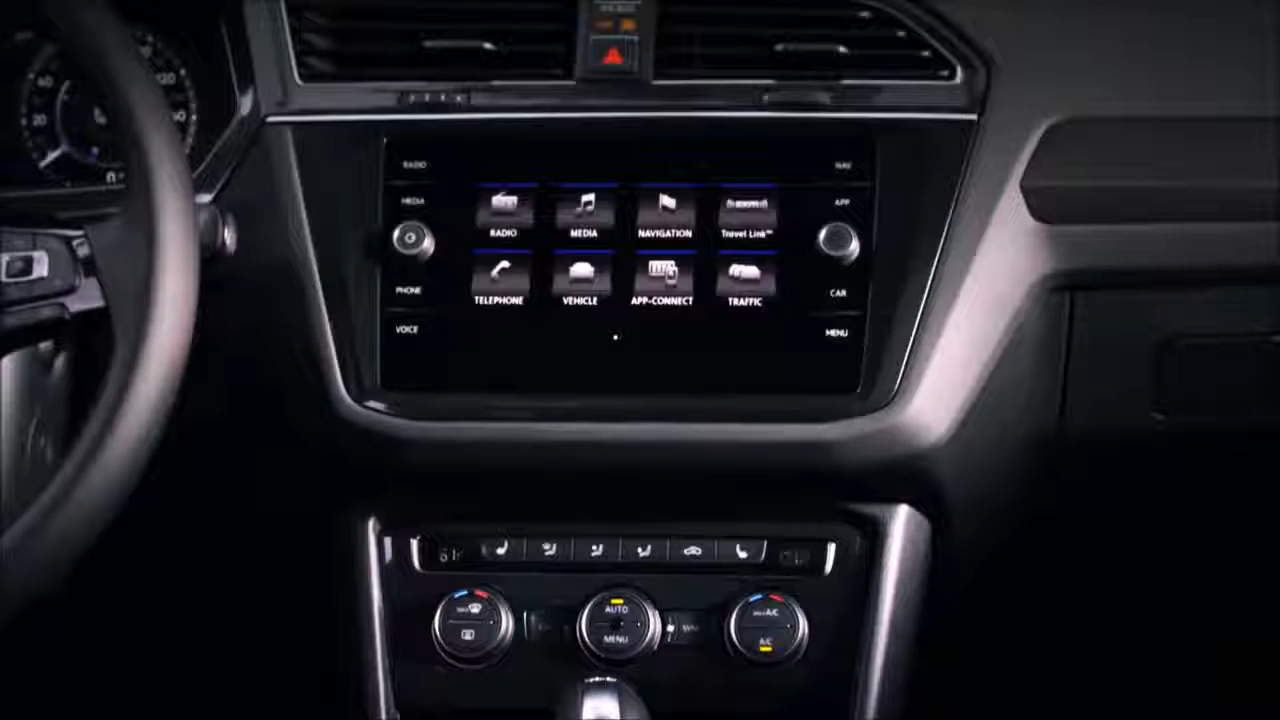 RADIO
NAV
MEDIA
APP
RADIO MEDIA NAVIGATION Travel Link™
PHONE
CAR
TELEPHONE VEHICLE APP-CONNECT TRAFFIC
VOICE
MENU
AUTO
MENU
A/C
A/C